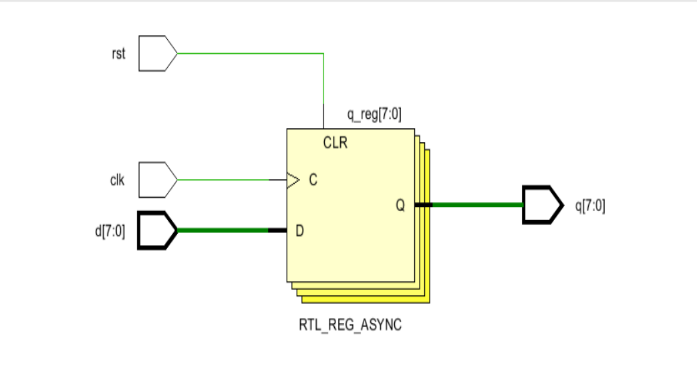 rst
q_reg[7:0]
CLR
clk
C
Q
q[7:0]
d[7:0]
D
RTL_REG_ASYNC